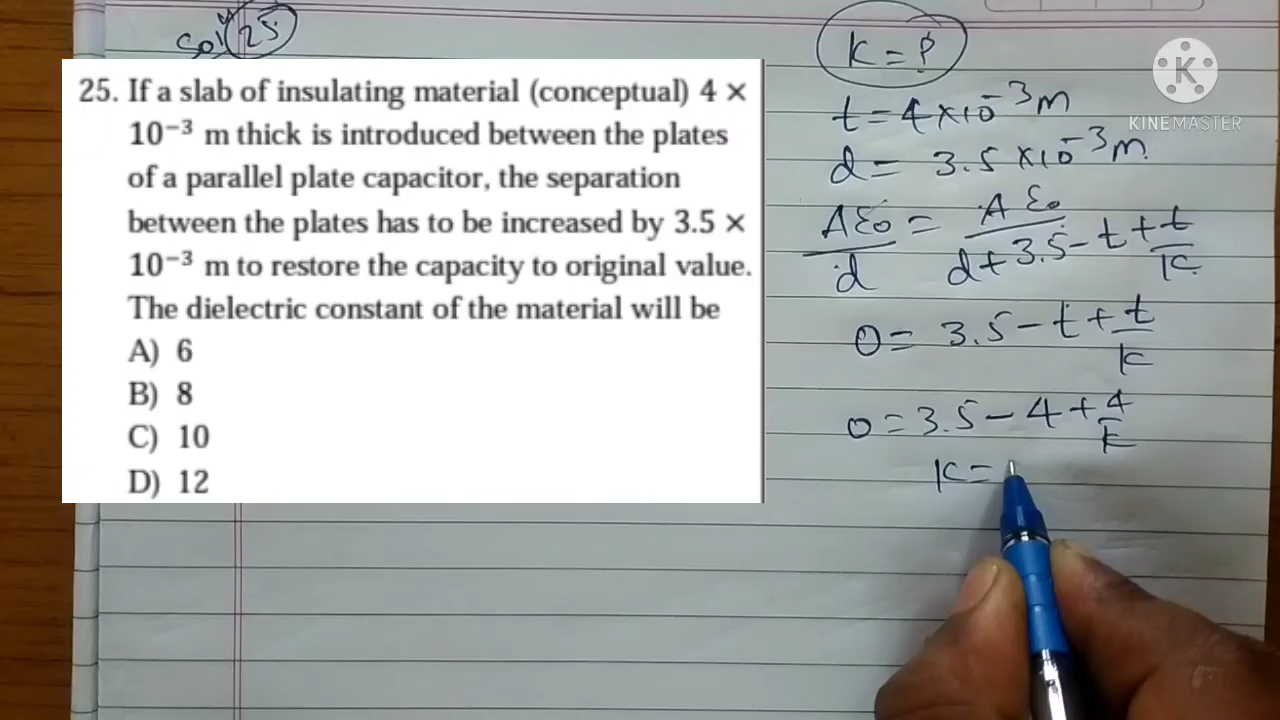 Sol 25
25. If a slab of insulating material (conceptual) 4 ×
10⁻³ m thick is introduced between the plates
of a parallel plate capacitor, the separation
between the plates has to be increased by 3.5 ×
10⁻³ m to restore the capacity to original value.
The dielectric constant of the material will be
A) 6
B) 8
C) 10
D) 12
K = ?
K
KINEMASTER
t = 4×10⁻³ m
d = 3.5 ×10⁻³ m.
Aε₀/d = Aε₀/(d+3.5-t+t/K)
0 = 3.5 - t + t/K
0 = 3.5 - 4 + 4/K
K =